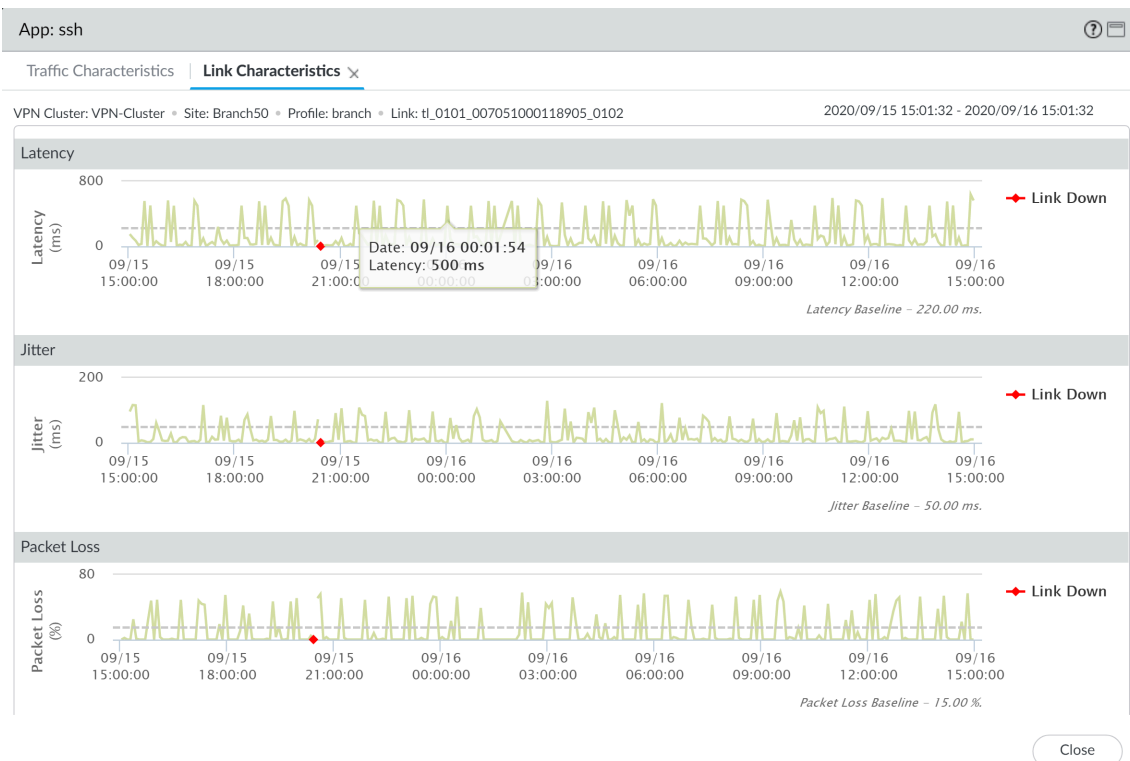 App: ssh
?
Traffic Characteristics
Link Characteristics ×
VPN Cluster: VPN-Cluster • Site: Branch50 • Profile: branch • Link: tl_0101_007051000118905_0102
2020/09/15 15:01:32 - 2020/09/16 15:01:32
Latency
Latency
(ms)
800
0
Link Down
Date: 09/16 00:01:54
Latency: 500 ms
09/15 09/15 09/15 09/16 09/16 09/16 09/16 09/16
15:00:00 18:00:00 21:00:00 00:00:00 03:00:00 06:00:00 09:00:00 12:00:00 15:00:00
Latency Baseline – 220.00 ms.
Jitter
Jitter
(ms)
200
0
Link Down
09/15 09/15 09/15 09/16 09/16 09/16 09/16 09/16 09/16
15:00:00 18:00:00 21:00:00 00:00:00 03:00:00 06:00:00 09:00:00 12:00:00 15:00:00
Jitter Baseline – 50.00 ms.
Packet Loss
Packet Loss
(%)
80
0
Link Down
09/15 09/15 09/15 09/16 09/16 09/16 09/16 09/16 09/16
15:00:00 18:00:00 21:00:00 00:00:00 03:00:00 06:00:00 09:00:00 12:00:00 15:00:00
Packet Loss Baseline – 15.00 %.
Close